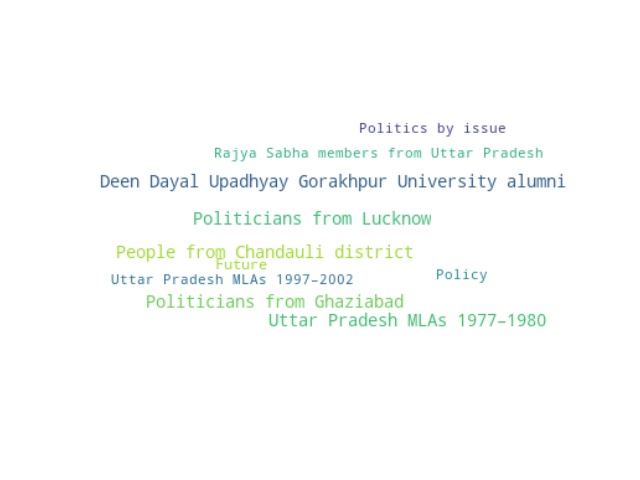 Politics by issue
Rajya Sabha members from Uttar Pradesh
Deen Dayal Upadhyay Gorakhpur University alumni
Politicians from Lucknow
People from Chandauli district
Future
Policy
Uttar Pradesh MLAs 1997–2002
Politicians from Ghaziabad
Uttar Pradesh MLAs 1977–1980